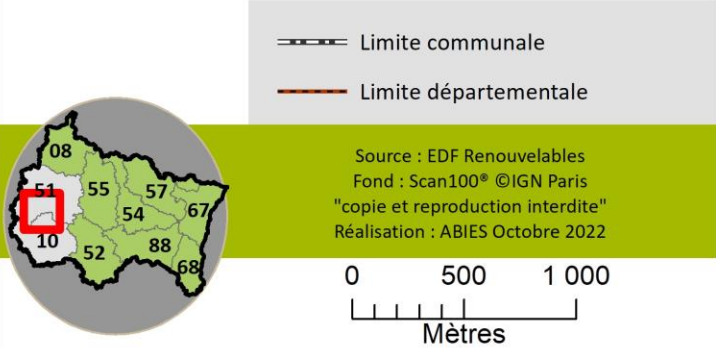 Limite communale
Limite départementale
Source : EDF Renouvelables
Fond : Scan100® ©IGN Paris
"copie et reproduction interdite"
Réalisation : ABIES Octobre 2022
08
51
55
57
54
67
10
52
88
68
0 500 1 000
Mètres